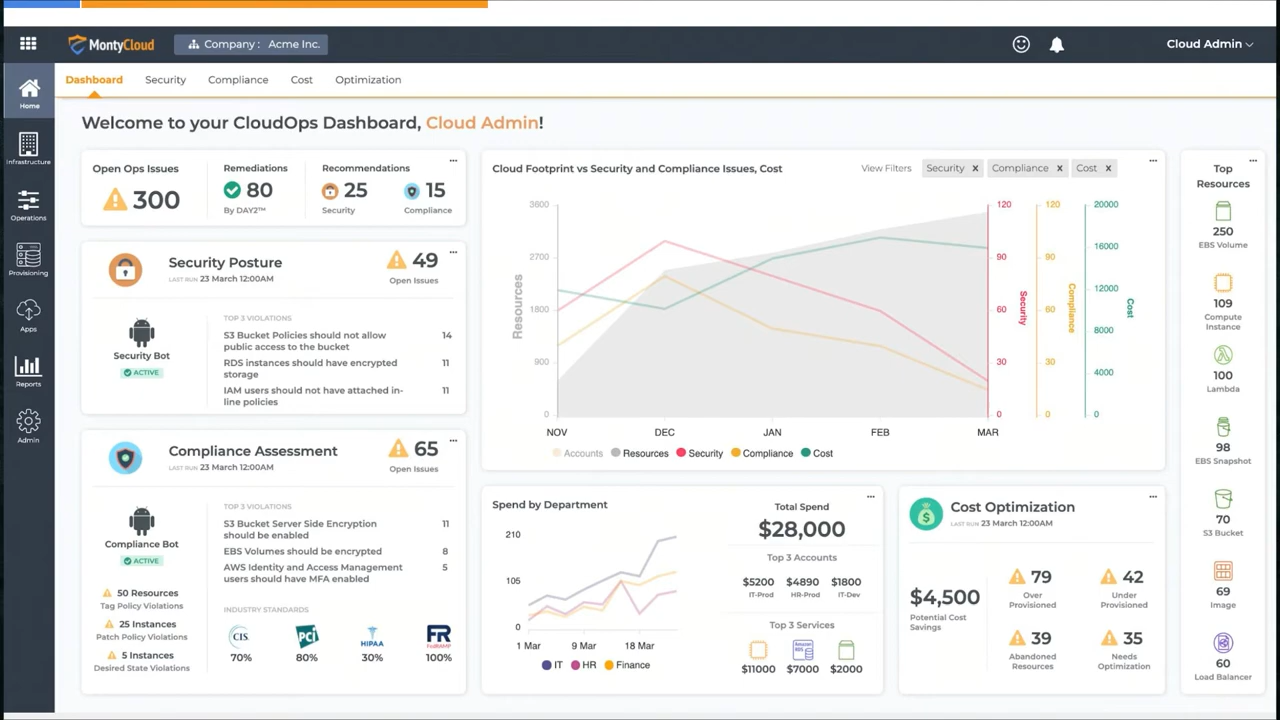 MontyCloud
Company : Acme Inc.
Cloud Admin
Home
Infrastructure
Operations
Provisioning
Apps
Reports
Admin
Dashboard Security Compliance Cost Optimization
Welcome to your CloudOps Dashboard, Cloud Admin!
Open Ops Issues
300
Remediations
80
By DAY2™
Recommendations
25
Security
15
Compliance
Security Posture
LAST RUN 23 March 12:00AM
49
Open Issues
Security Bot
ACTIVE
TOP 3 VIOLATIONS
S3 Bucket Policies should not allow
public access to the bucket
14
RDS instances should have encrypted
storage
11
IAM users should not have attached in-
line policies
11
Compliance Assessment
LAST RUN 23 March 12:00AM
65
Open Issues
Compliance Bot
ACTIVE
50 Resources
Tag Policy Violations
25 Instances
Patch Policy Violations
5 Instances
Desired State Violations
TOP 3 VIOLATIONS
S3 Bucket Server Side Encryption
should be enabled
11
EBS Volumes should be encrypted
8
AWS Identity and Access Management
users should have MFA enabled
5
INDUSTRY STANDARDS
CIS.
PCI
HIPAA
FR
FedRAMP
70% 80% 30% 100%
Cloud Footprint vs Security and Compliance Issues, Cost
View Filters Security × Compliance × Cost ×
Resources
3600
2700
1800
900
0
120
90
60
30
0
Security
120
90
60
30
0
Compliance
20000
16000
12000
8000
4000
0
Cost
NOV DEC JAN FEB MAR
Accounts Resources Security Compliance Cost
Spend by Department
210
105
0
1 Mar 9 Mar 18 Mar
IT HR Finance
Total Spend
$28,000
Top 3 Accounts
$5200 $4890 $1800
IT-Prod HR-Prod IT-Dev
Top 3 Services
Amazon
RDS
$11000 $7000 $2000
Cost Optimization
LAST RUN 23 March 12:00AM
$4,500
Potential Cost
Savings
79
Over
Provisioned
42
Under
Provisioned
39
Abandoned
Resources
35
Needs
Optimization
Top
Resources
250
EBS Volume
109
Compute
Instance
100
Lambda
98
EBS Snapshot
70
S3 Bucket
69
Image
60
Load Balancer